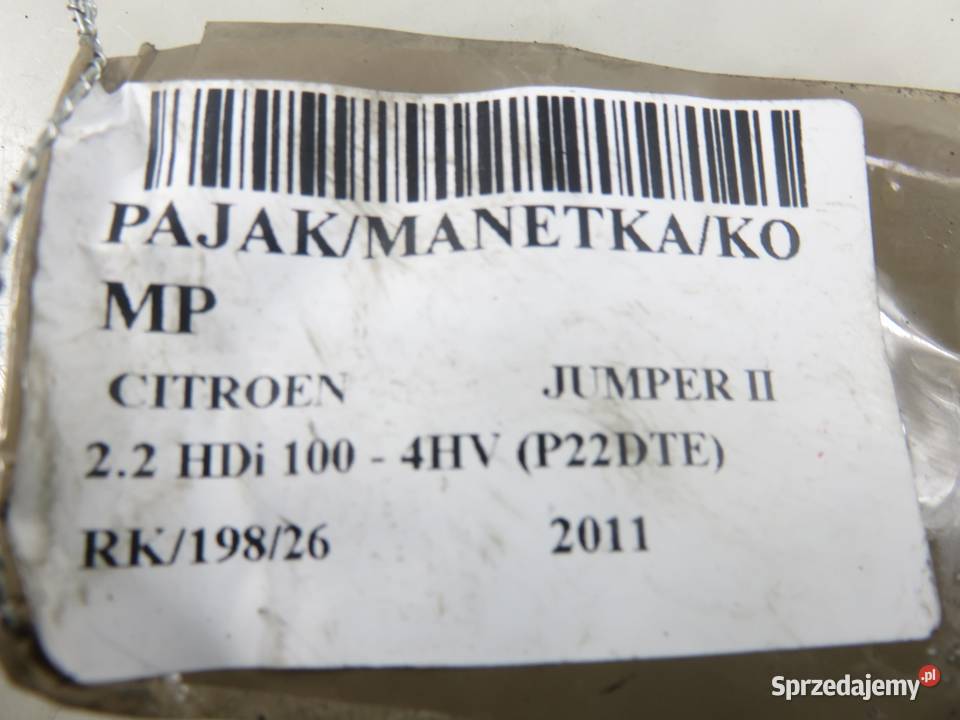 PAJAK/MANETKA/KO
MP
CITROEN JUMPER II
2.2 HDi 100 - 4HV (P22DTE)
RK/198/26 2011
Sprzedajemy.pl